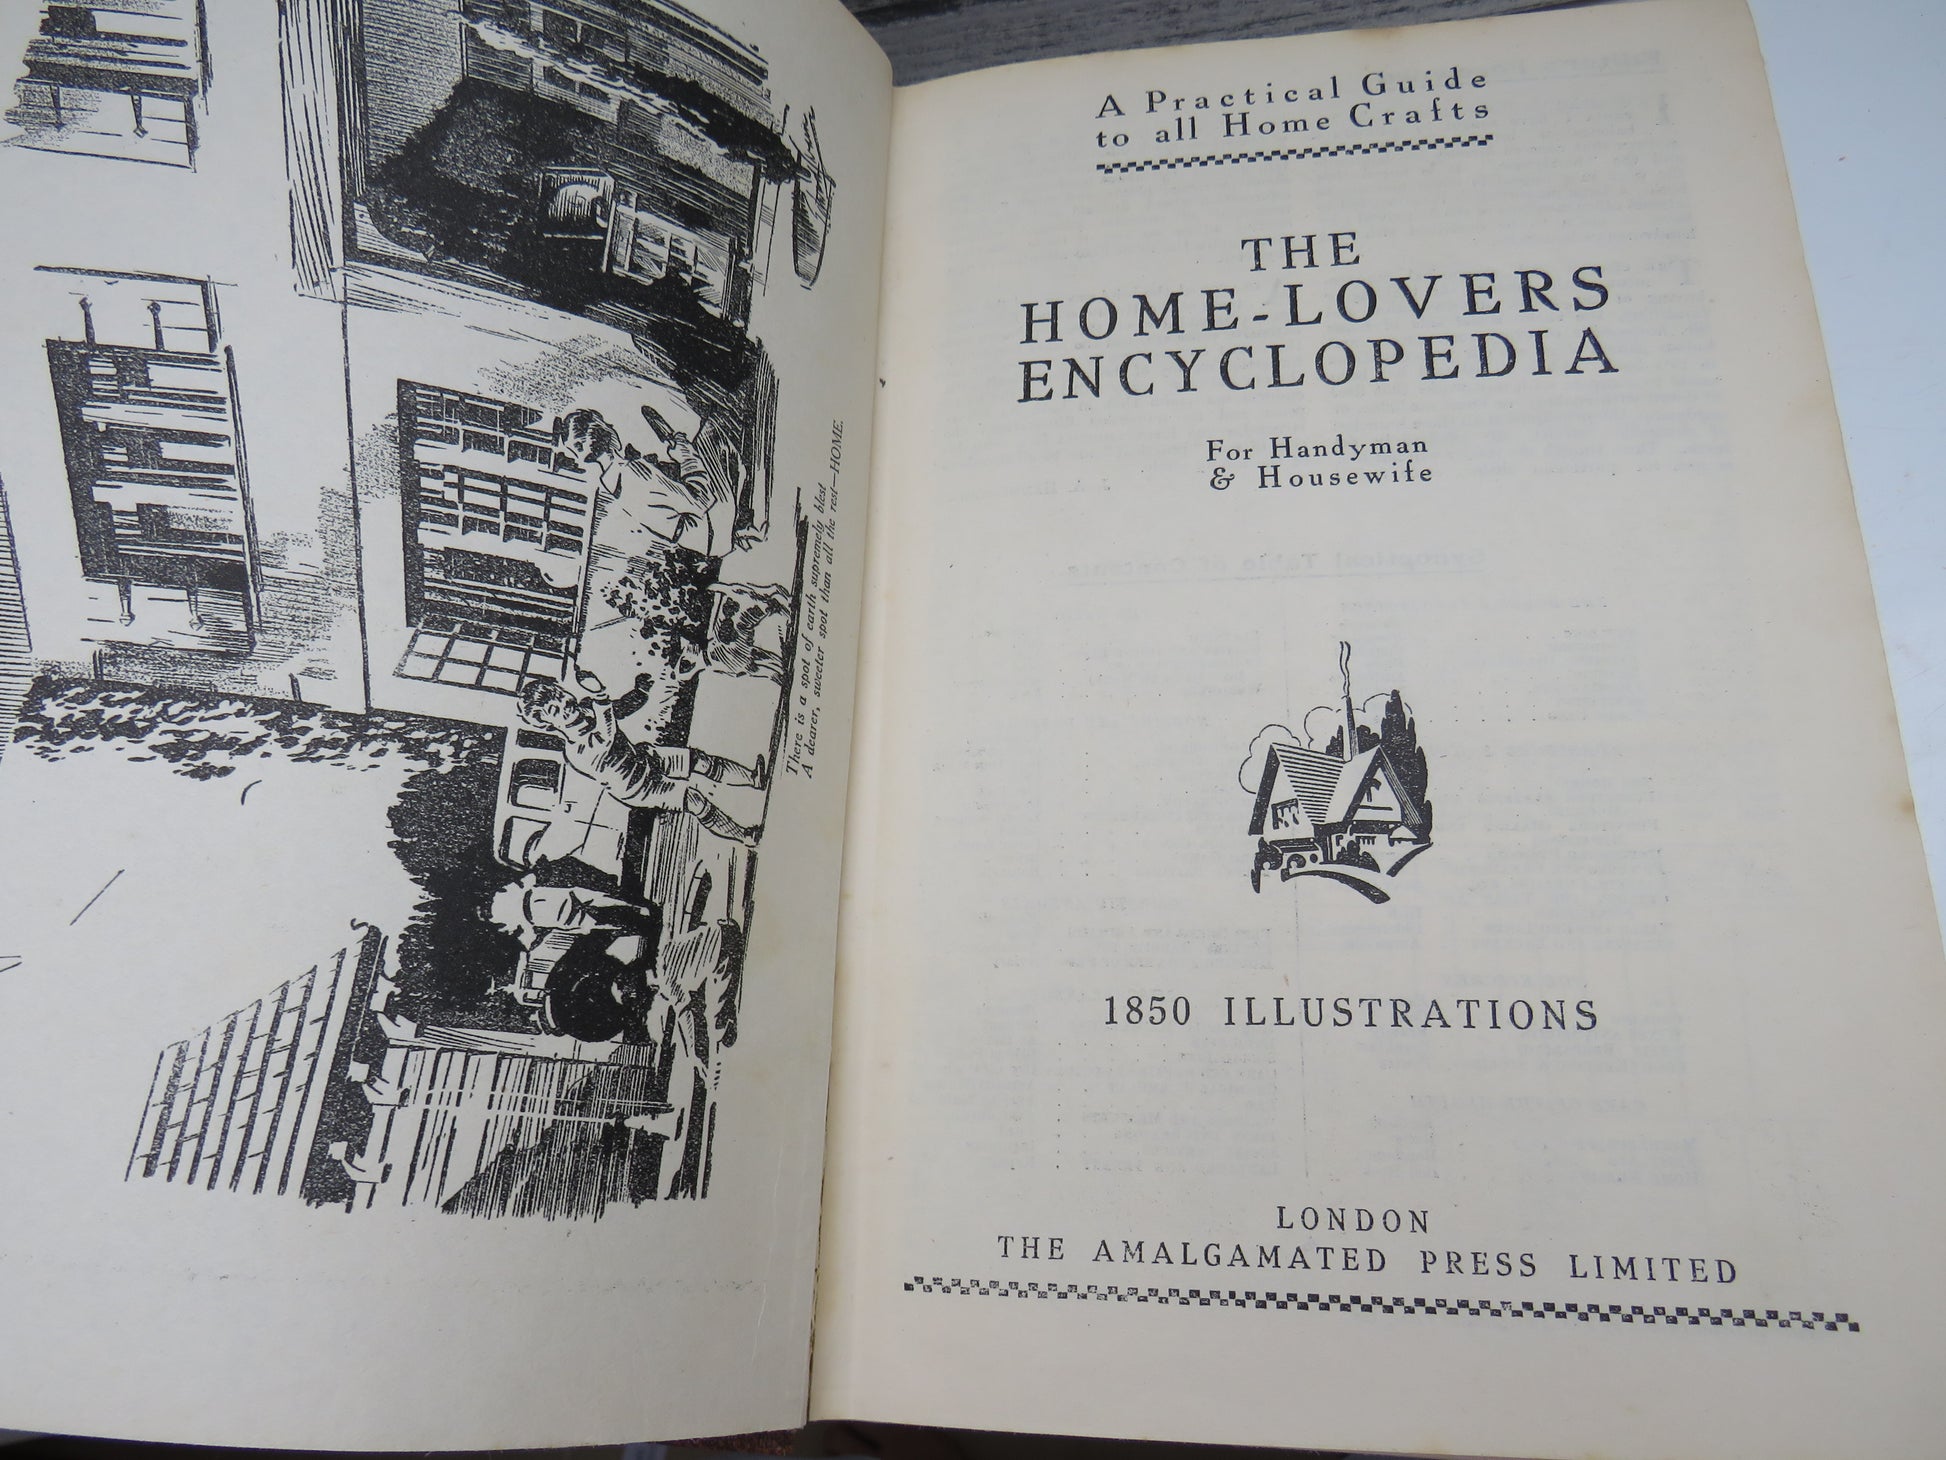 There is a spot of earth supremely blest
A dearer, sweeter spot than all the rest—HOME.
A Practical Guide
to all Home Crafts
THE
HOME-LOVERS
ENCYCLOPEDIA
For Handyman
& Housewife
1850 ILLUSTRATIONS
LONDON
THE AMALGAMATED PRESS LIMITED